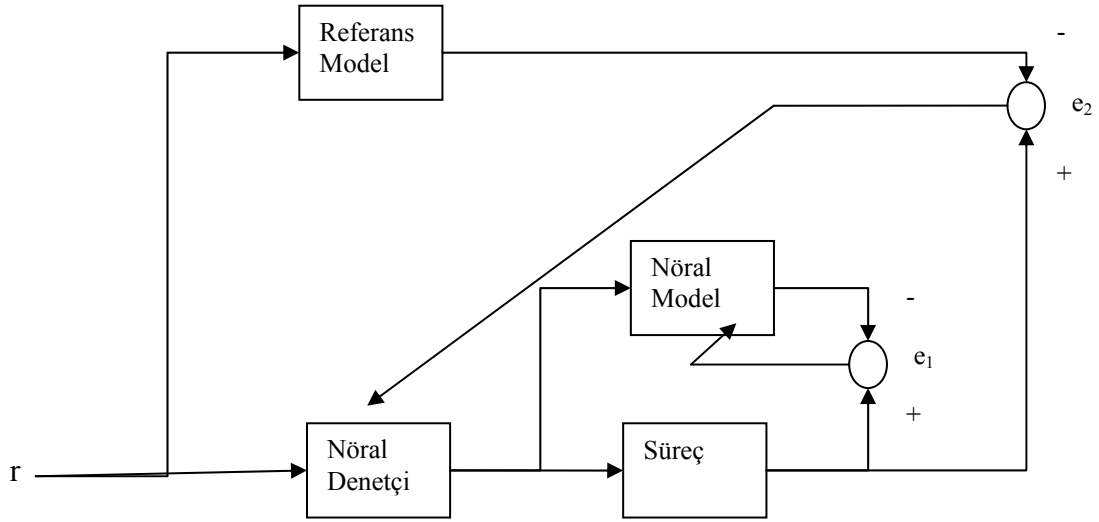 Referans
Model
-
e₂
+
Nöral
Model
-
e₁
+
Nöral
Denetçi
Süreç
r